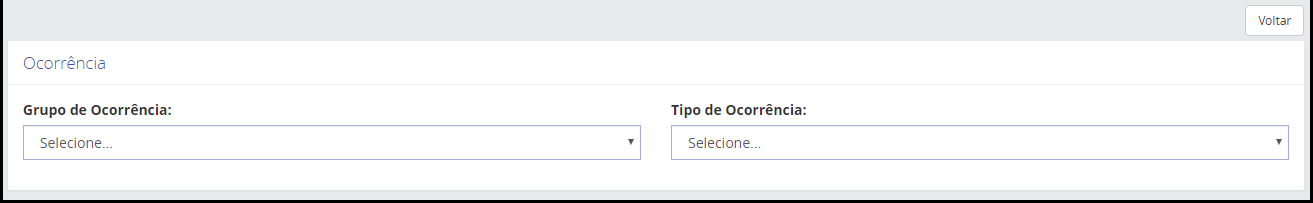 Voltar
Ocorrência
Grupo de Ocorrência: Tipo de Ocorrência:
Selecione... Selecione...